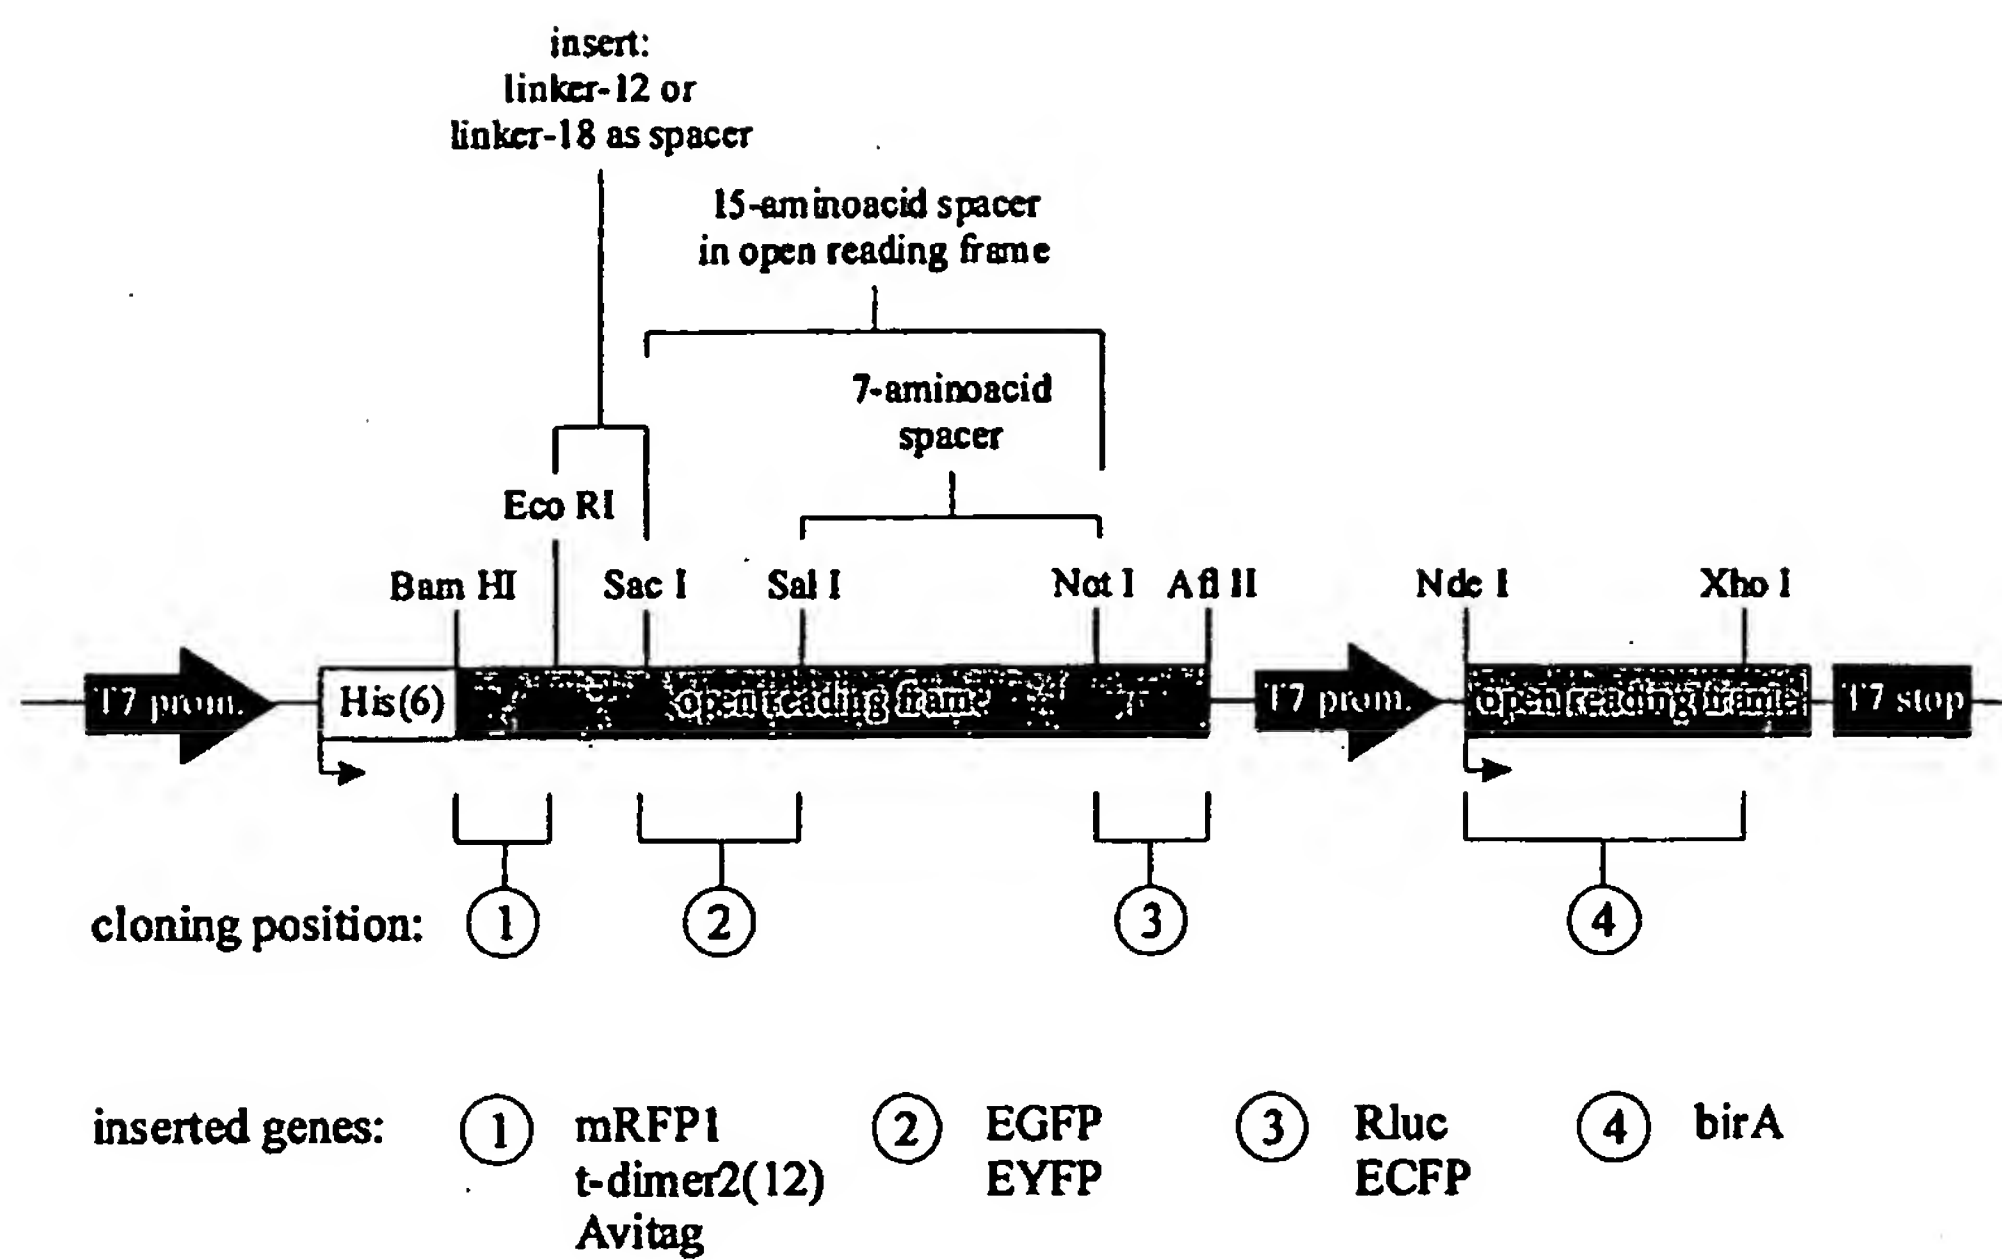 insert:
linker-12 or
linker-18 as spacer
15-aminoacid spacer
in open reading frame
7-aminoacid
spacer
Eco RI
Bam HI Sac I Sal I Not I Afl II Nde I Xho I
T7 prom. His(6) open reading frame T7 prom. open reading frame T7 stop
cloning position: 1 2 3 4
inserted genes: 1 mRFP1 2 EGFP 3 Rluc 4 birA
t-dimer2(12) EYFP ECFP
Avitag